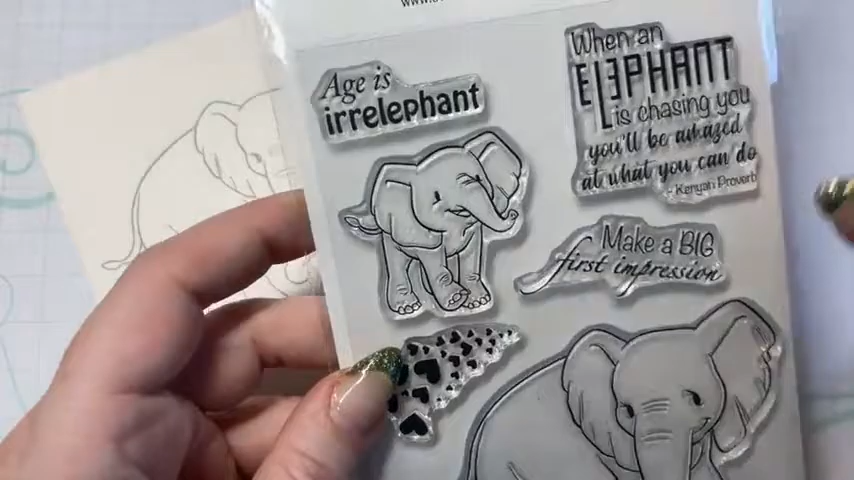 Age is
irrelephant
When an
ELEPHANT
is chasing you
you'll be amazed
at what you can do
- Kenyan Proverb
Make a BIG
first impression